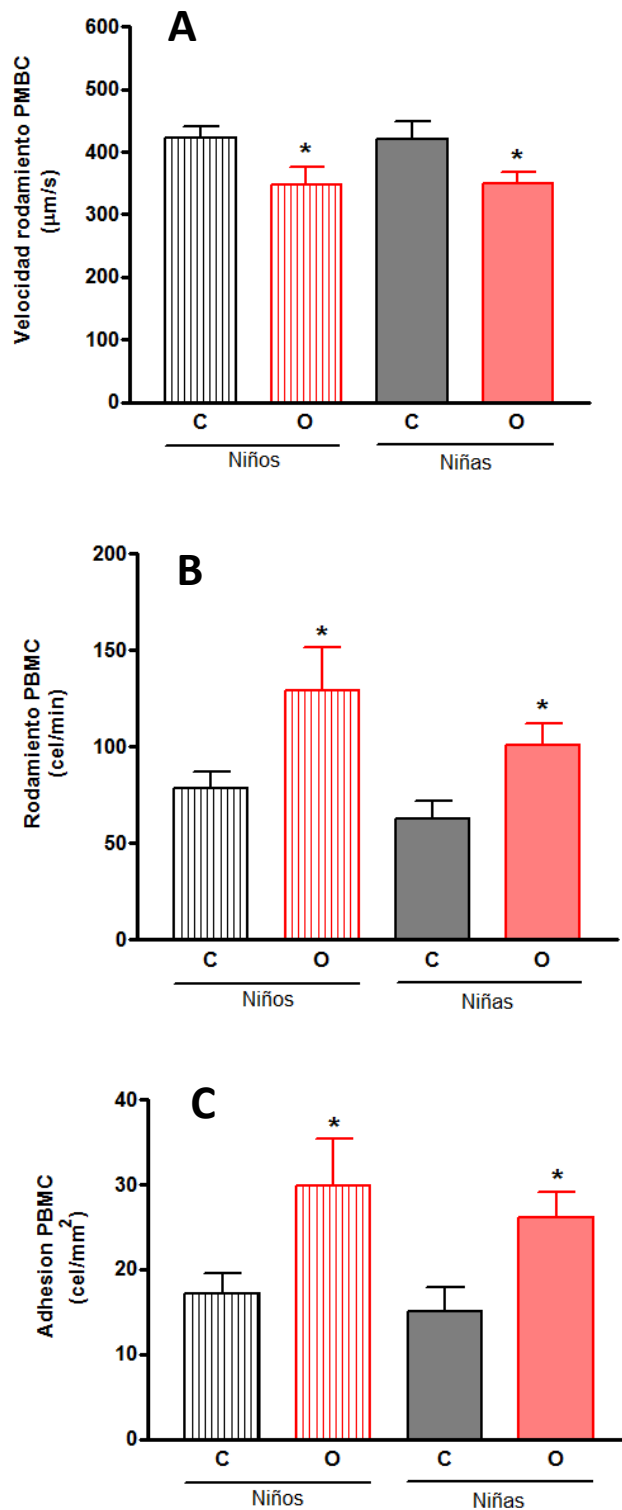 A
600
500
400
300
200
100
0
Velocidad rodamiento PMBC
(µm/s)
* *
C O C O
Niños Niñas
B
200
150
100
50
0
Rodamiento PBMC
(cel/min)
* *
C O C O
Niños Niñas
C
40
30
20
10
0
Adhesion PBMC
(cel/mm²)
* *
C O C O
Niños Niñas